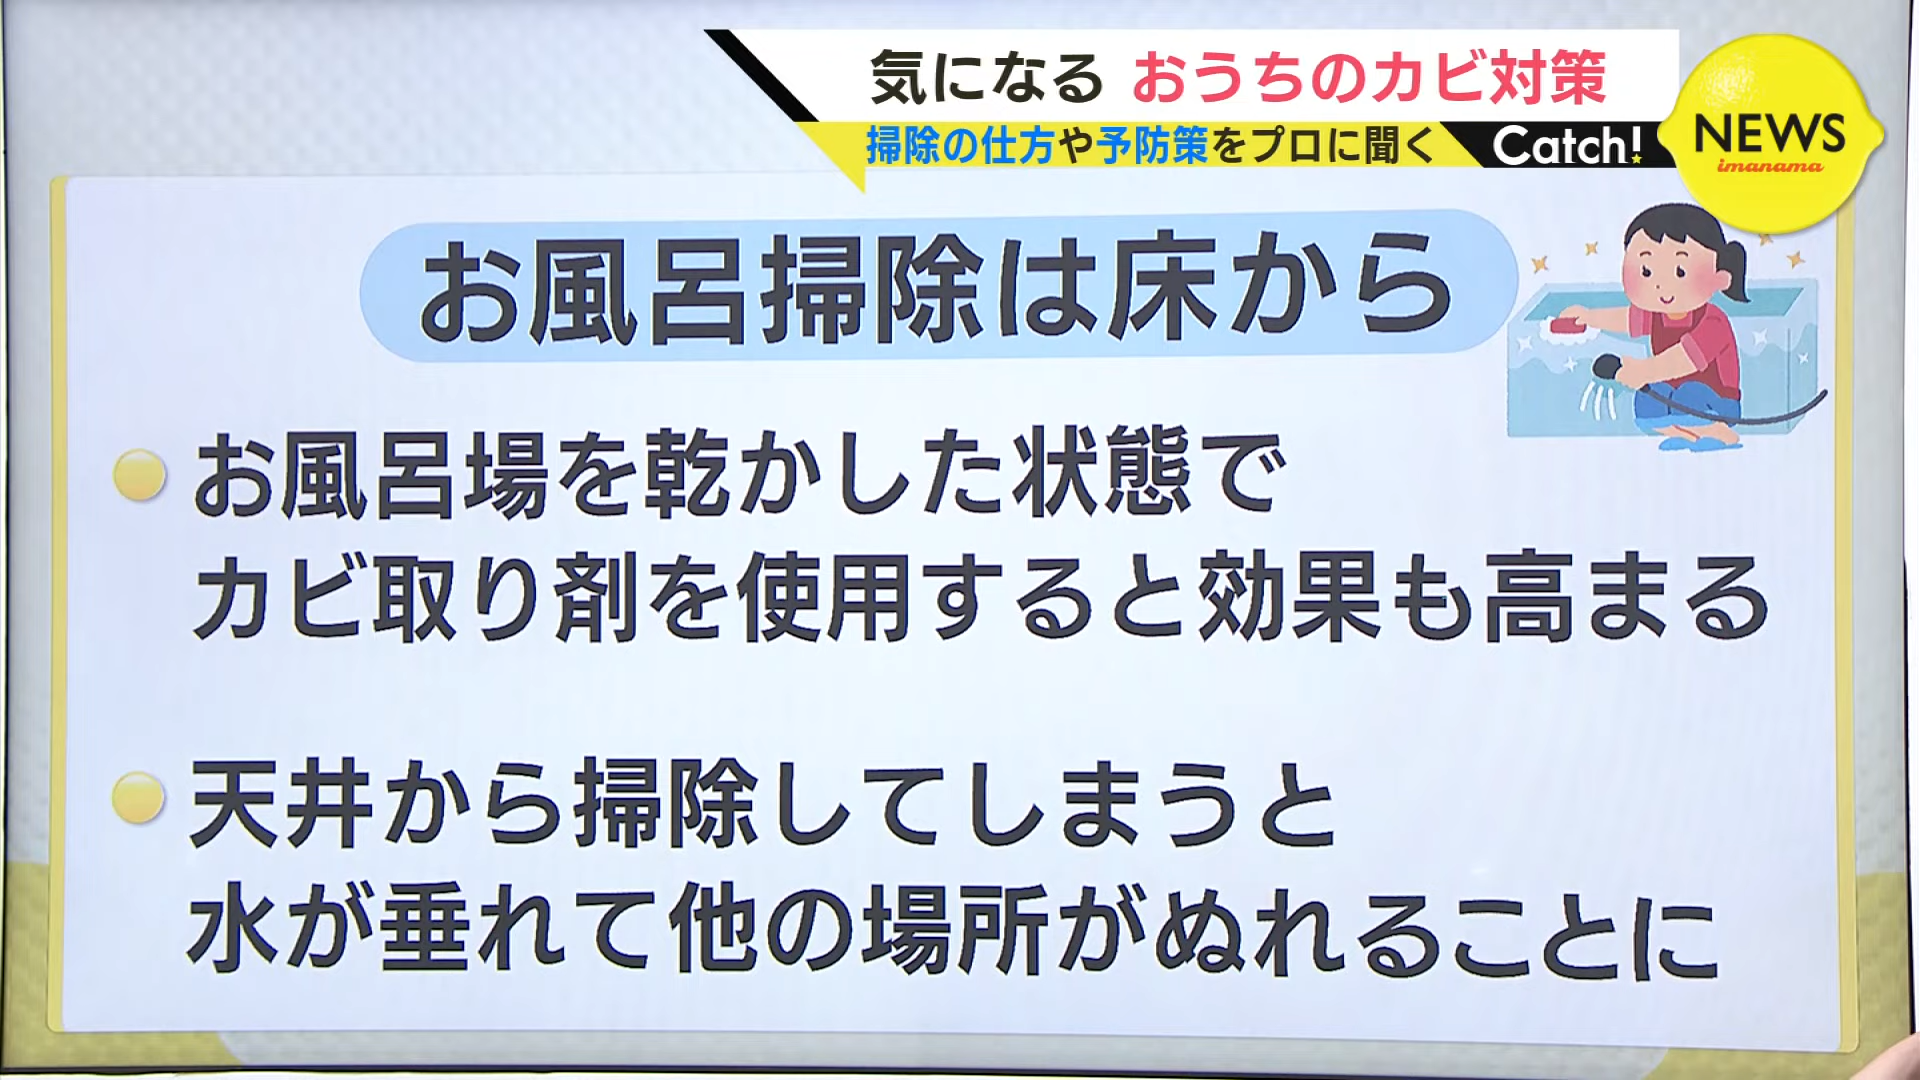 気になる おうちのカビ対策
掃除の仕方や予防策をプロに聞く
Catch!
NEWS
imanama
お風呂掃除は床から
お風呂場を乾かした状態で
カビ取り剤を使用すると効果も高まる
天井から掃除してしまうと
水が垂れて他の場所がぬれることに